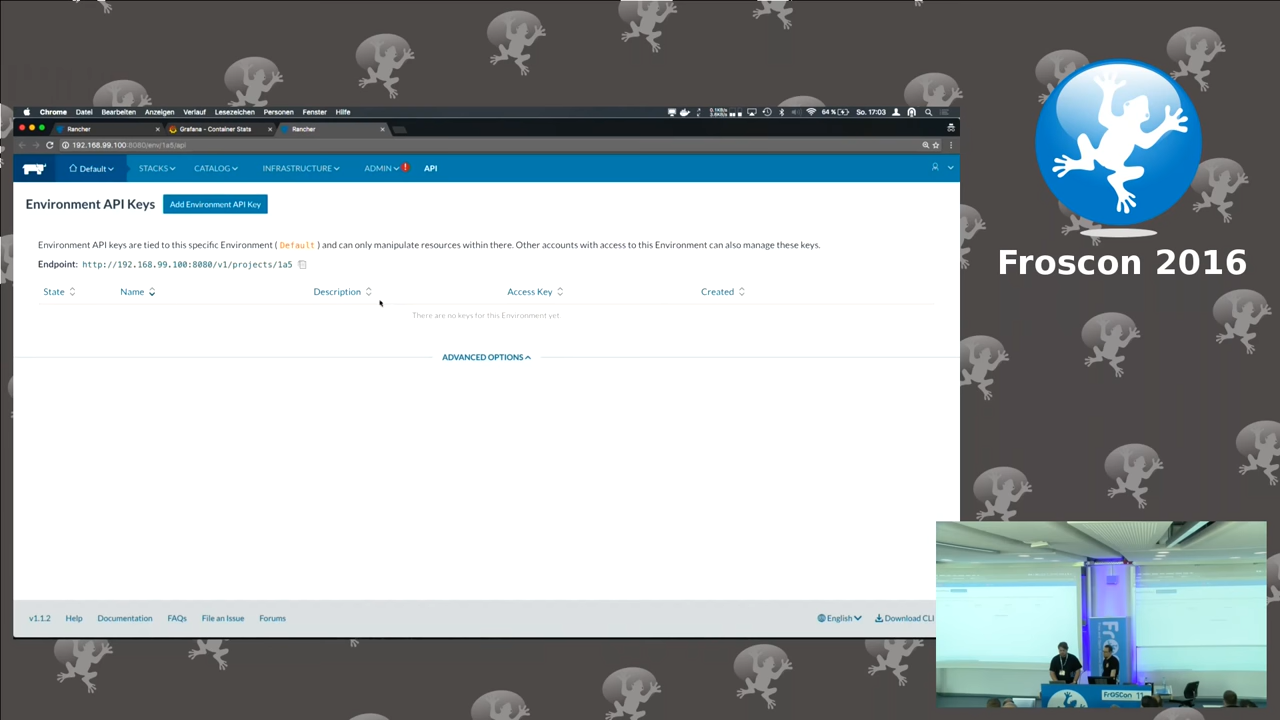 Chrome Datei Bearbeiten Anzeigen Verlauf Lesezeichen Personen Fenster Hilfe 64 % So. 17:03
Rancher Grafana - Container Stats Rancher
192.168.99.100:8080/env/1a5/api
Default STACKS CATALOG INFRASTRUCTURE ADMIN ! API
Environment API Keys Add Environment API Key
Environment API keys are tied to this specific Environment ( Default ) and can only manipulate resources within there. Other accounts with access to this Environment can also manage these keys.
Endpoint: http://192.168.99.100:8080/v1/projects/1a5
State Name Description Access Key Created
There are no keys for this Environment yet
ADVANCED OPTIONS
v1.1.2 Help Documentation FAQs File an Issue Forums English Download CLI
Froscon 2016
FrOSCon 11